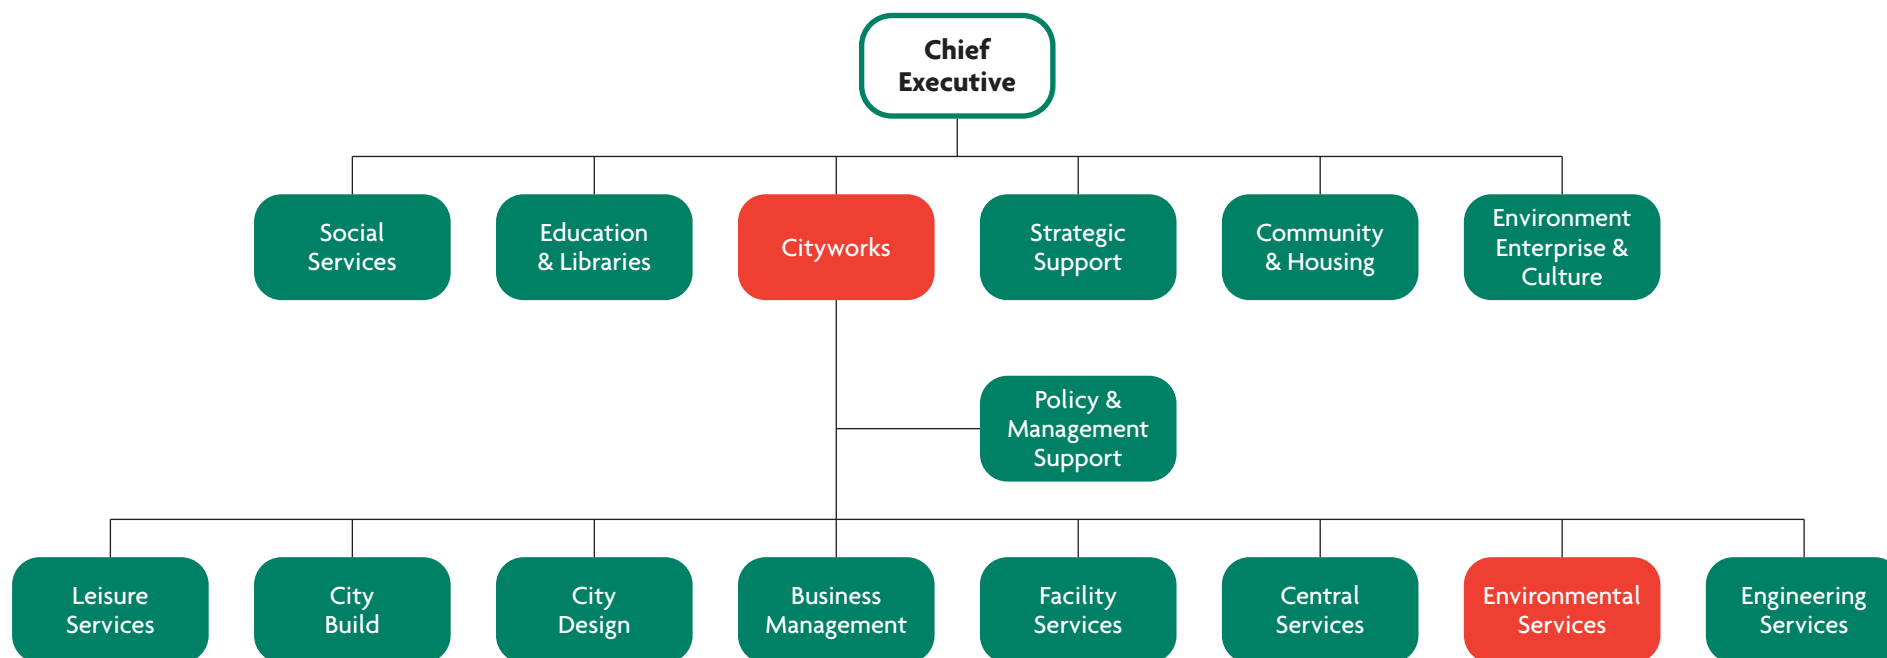 Chief
Executive
Social
Services
Education
& Libraries
Cityworks
Strategic
Support
Community
& Housing
Environment
Enterprise &
Culture
Policy &
Management
Support
Leisure
Services
City
Build
City
Design
Business
Management
Facility
Services
Central
Services
Environmental
Services
Engineering
Services